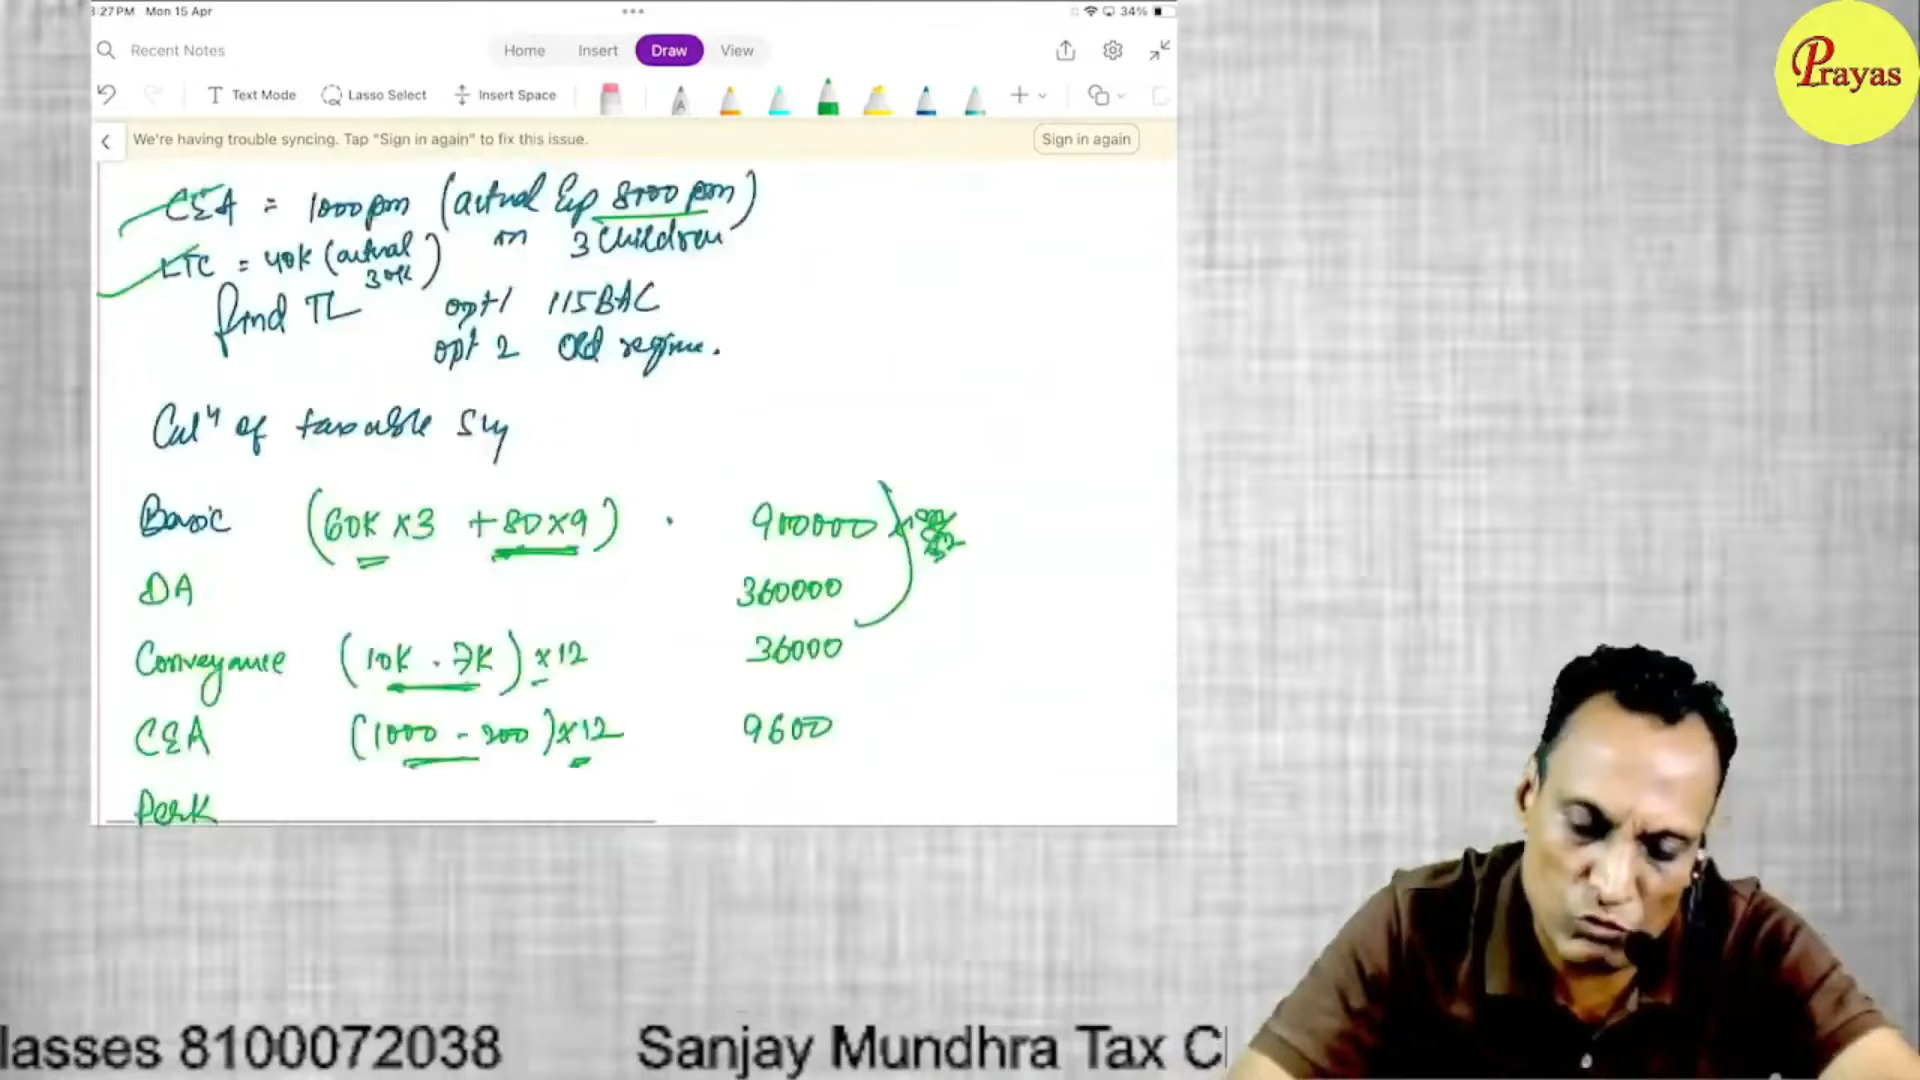 3:27 PM Mon 15 Apr
34%
Recent Notes
Home Insert Draw View
Text Mode Lasso Select Insert Space
We're having trouble syncing. Tap "Sign in again" to fix this issue.
Sign in again
Prayas
CEA = 1000 pm (actual Exp 8000 pm)
on 3 Children
LTC = 40K (actual
30K)
find TL opt 1 115BAC
opt 2 Old regime.
Caln of taxable Sly
Basic (60K x3 + 80x9) 900000
DA 360000
Conveyance (10K - 7K) x12 36000
CEA (1000 - 200) x12 9600
Perk
lasses 8100072038 Sanjay Mundhra Tax C